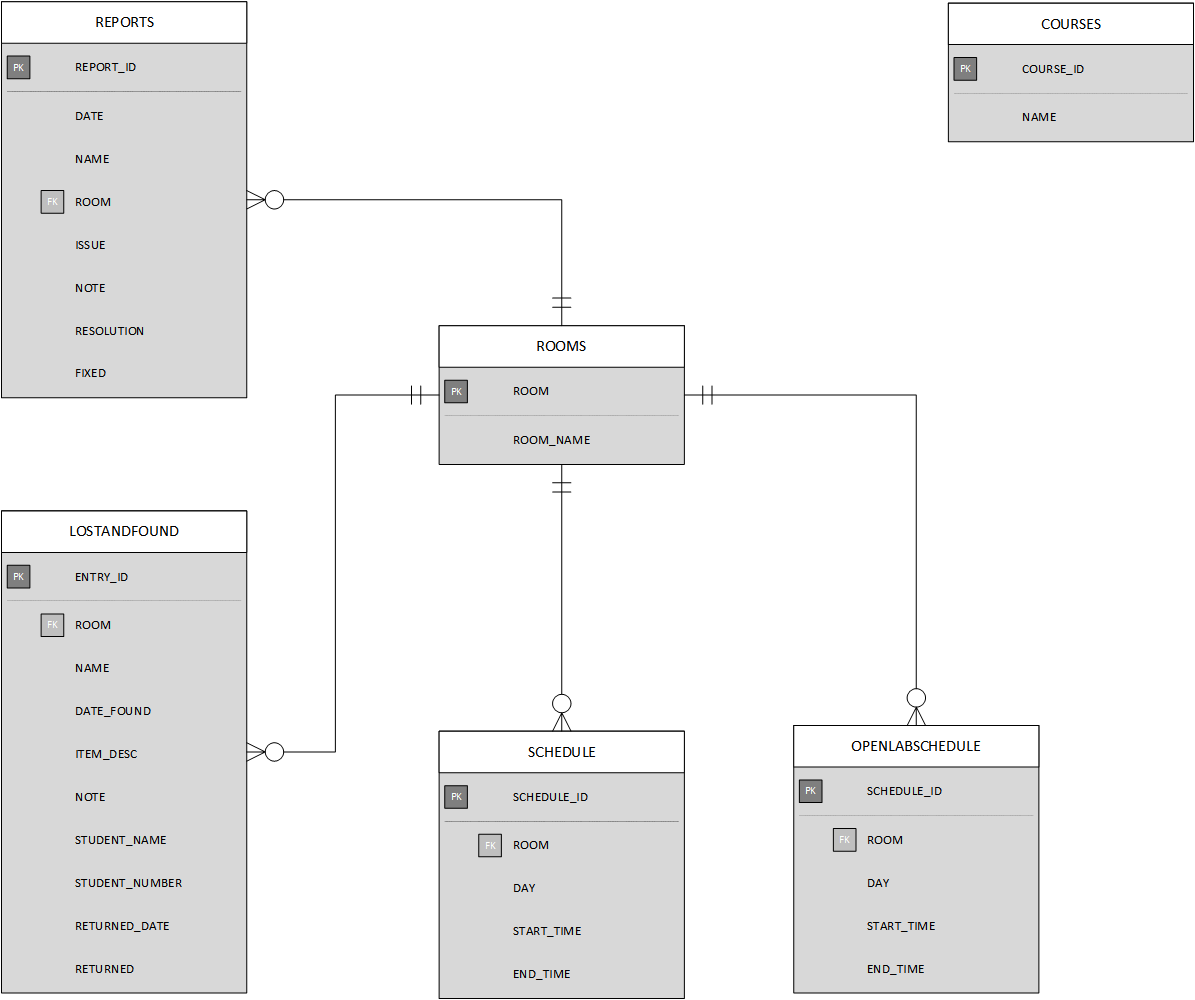 REPORTS
PK REPORT_ID
DATE
NAME
FK ROOM
ISSUE
NOTE
RESOLUTION
FIXED
COURSES
PK COURSE_ID
NAME
ROOMS
PK ROOM
ROOM_NAME
LOSTANDFOUND
PK ENTRY_ID
FK ROOM
NAME
DATE_FOUND
ITEM_DESC
NOTE
STUDENT_NAME
STUDENT_NUMBER
RETURNED_DATE
RETURNED
SCHEDULE
PK SCHEDULE_ID
FK ROOM
DAY
START_TIME
END_TIME
OPENLABSCHEDULE
PK SCHEDULE_ID
FK ROOM
DAY
START_TIME
END_TIME